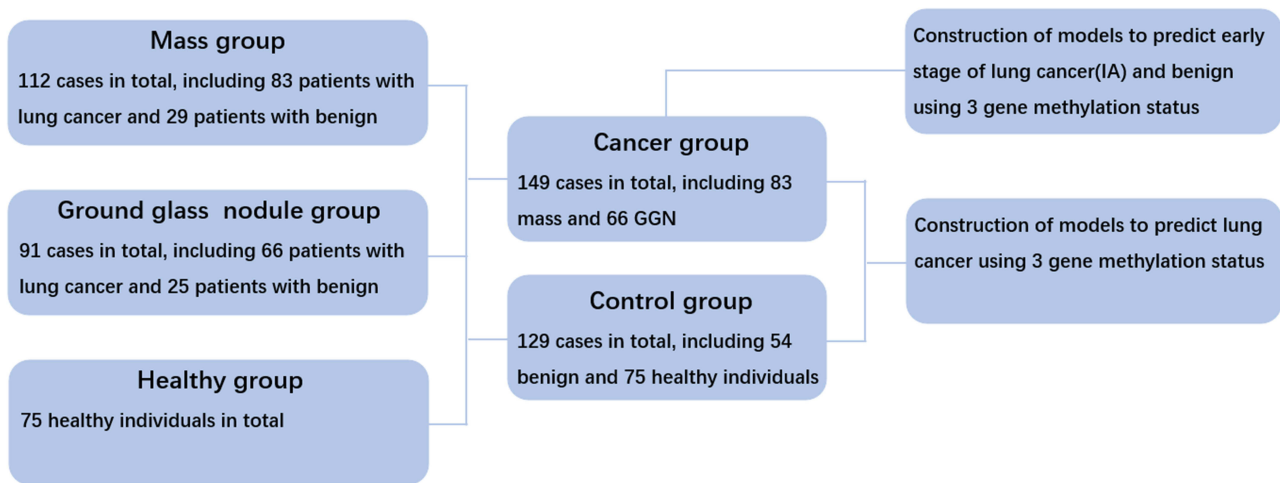 Mass group
112 cases in total, including 83 patients with
lung cancer and 29 patients with benign
Ground glass nodule group
91 cases in total, including 66 patients with
lung cancer and 25 patients with benign
Healthy group
75 healthy individuals in total
Cancer group
149 cases in total, including 83
mass and 66 GGN
Control group
129 cases in total, including 54
benign and 75 healthy individuals
Construction of models to predict early
stage of lung cancer(IA) and benign
using 3 gene methylation status
Construction of models to predict lung
cancer using 3 gene methylation status